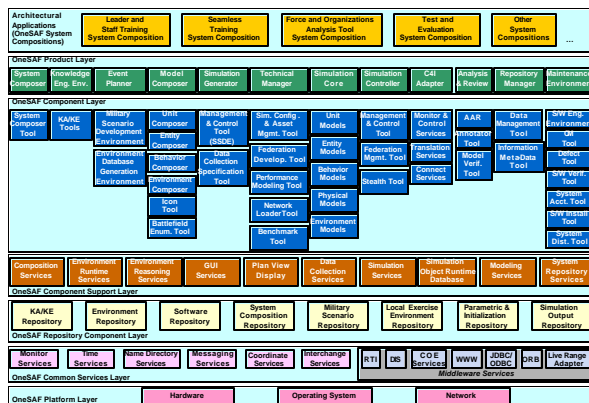 Architectural
Applications
(OneSAF System
Compositions)
Leader and
Staff Training
System Composition
Seamless
Training
System Composition
Force and Organizations
Analysis Tool
System Composition
Test and
Evaluation
System Composition
Other
System
Compositions
...
OneSAF Product Layer
System
Composer
Knowledge
Eng. Env.
Event
Planner
Model
Composer
Simulation
Generator
Technical
Manager
Simulation
Core
Simulation
Controller
C4I
Adapter
Analysis
& Review
Repository
Manager
Maintenance
Environment
OneSAF Component Layer
System
Composer
Tool
KA/KE
Tools
Military
Scenario
Development
Environment
Environment
Database
Generation
Environment
Unit
Composer
Entity
Composer
Behavior
Composer
Environment
Composer
Icon
Tool
Battlefield
Enum. Tool
Management
& Control
Tool
(SSDE)
Data
Collection
Specification
Tool
Sim. Config .
& Asset
Mgmt. Tool
Federation
Develop. Tool
Performance
Modeling Tool
Network
LoaderTool
Benchmark
Tool
Unit
Models
Entity
Models
Behavior
Models
Physical
Models
Environment
Models
Management
& Control
Tool
Federation
Mgmt. Tool
Stealth Tool
Monitor &
Control
Services
Translation
Services
Connect
Services
AAR
Annotator
Tool
Model
Verif.
Tool
Data
Management
Tool
Information
MetaData
Tool
S/W Eng.
Environment
CM
Tool
Defect
Tool
S/W Verif.
Tool
System
Acct. Tool
S/W Install
Tool
System
Dist. Tool
Composition
Services
Environment
Runtime
Services
Environment
Reasoning
Services
GUI
Services
Plan View
Display
Data
Collection
Services
Simulation
Services
Simulation
Object Runtime
Database
Modeling
Services
System
Repository
Services
OneSAF Component Support Layer
KA/KE
Repository
Environment
Repository
Software
Repository
System
Composition
Repository
Military
Scenario
Repository
Local Exercise
Environment
Repository
Parametric &
Initialization
Repository
Simulation
Output
Repository
OneSAF Repository Component Layer
Monitor
Services
Time
Services
Name Directory
Services
Messaging
Services
Coordinate
Services
Interchange
Services
RTI
DIS
COE
Services
WWW
JDBC/
ODBC
ORB
Live Range
Adapter
Middleware Services
OneSAF Common Services Layer
Hardware
Operating System
Network
OneSAF Platform Layer